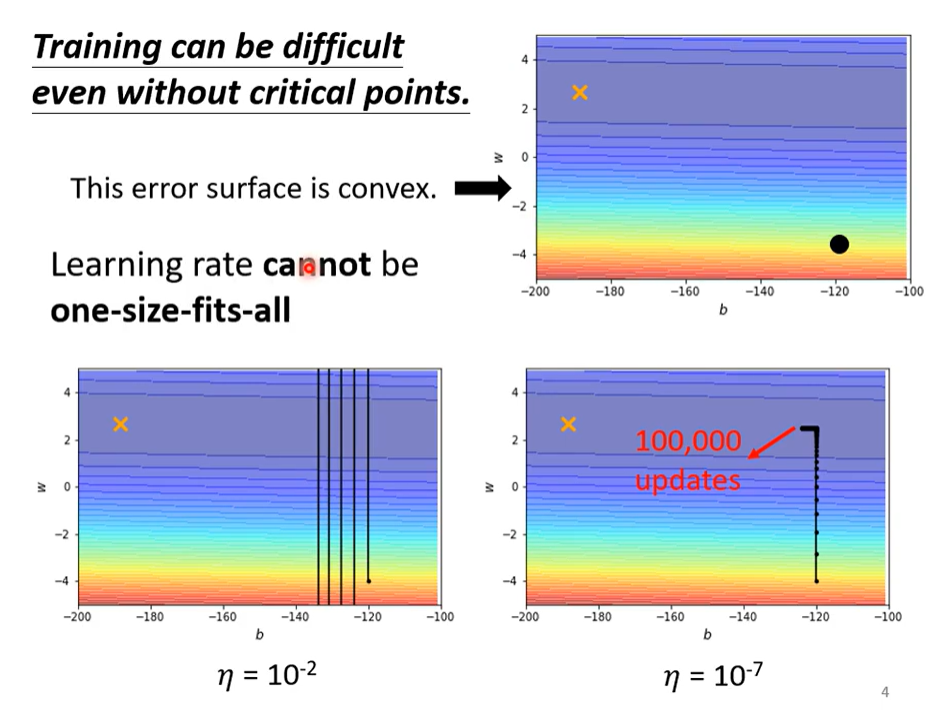 Training can be difficult
even without critical points.
This error surface is convex.
Learning rate cannot be
one-size-fits-all
4
2
0
−2
−4
w
−200 −180 −160 −140 −120 −100
b
4
2
0
−2
−4
w
−200 −180 −160 −140 −120 −100
b
η = 10-2
4
2
0
−2
−4
w
100,000
updates
−200 −180 −160 −140 −120 −100
b
η = 10-7
4